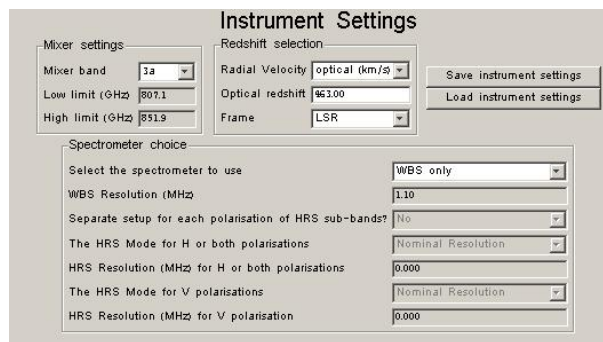 Instrument Settings
Mixer settings
Mixer band 3a
Low limit (GHz) 807.1
High limit (GHz) 851.9
Redshift selection
Radial Velocity optical (km/s)
Optical redshift 963.00
Frame LSR
Save instrument settings
Load instrument settings
Spectrometer choice
Select the spectrometer to use WBS only
WBS Resolution (MHz) 1.10
Separate setup for each polarisation of HRS sub-bands? No
The HRS Mode for H or both polarisations Nominal Resolution
HRS Resolution (MHz) for H or both polarisations 0.000
The HRS Mode for V polarisations Nominal Resolution
HRS Resolution (MHz) for V polarisation 0.000